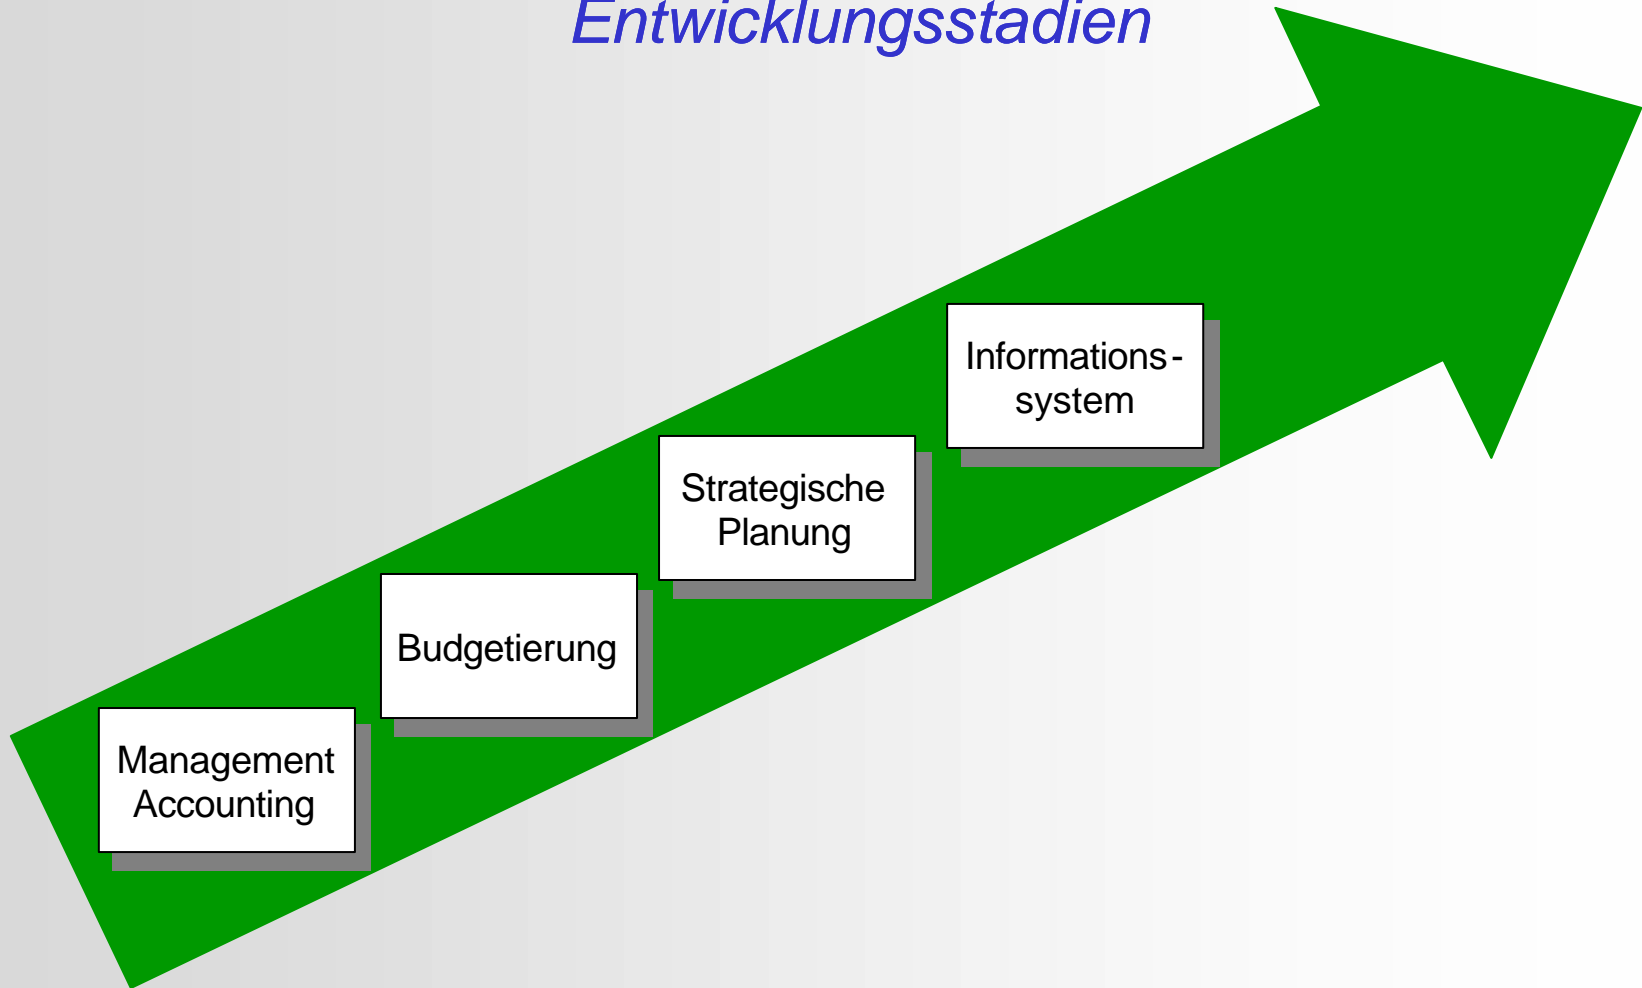 Entwicklungsstadien
Informations-
system
Strategische
Planung
Budgetierung
Management
Accounting